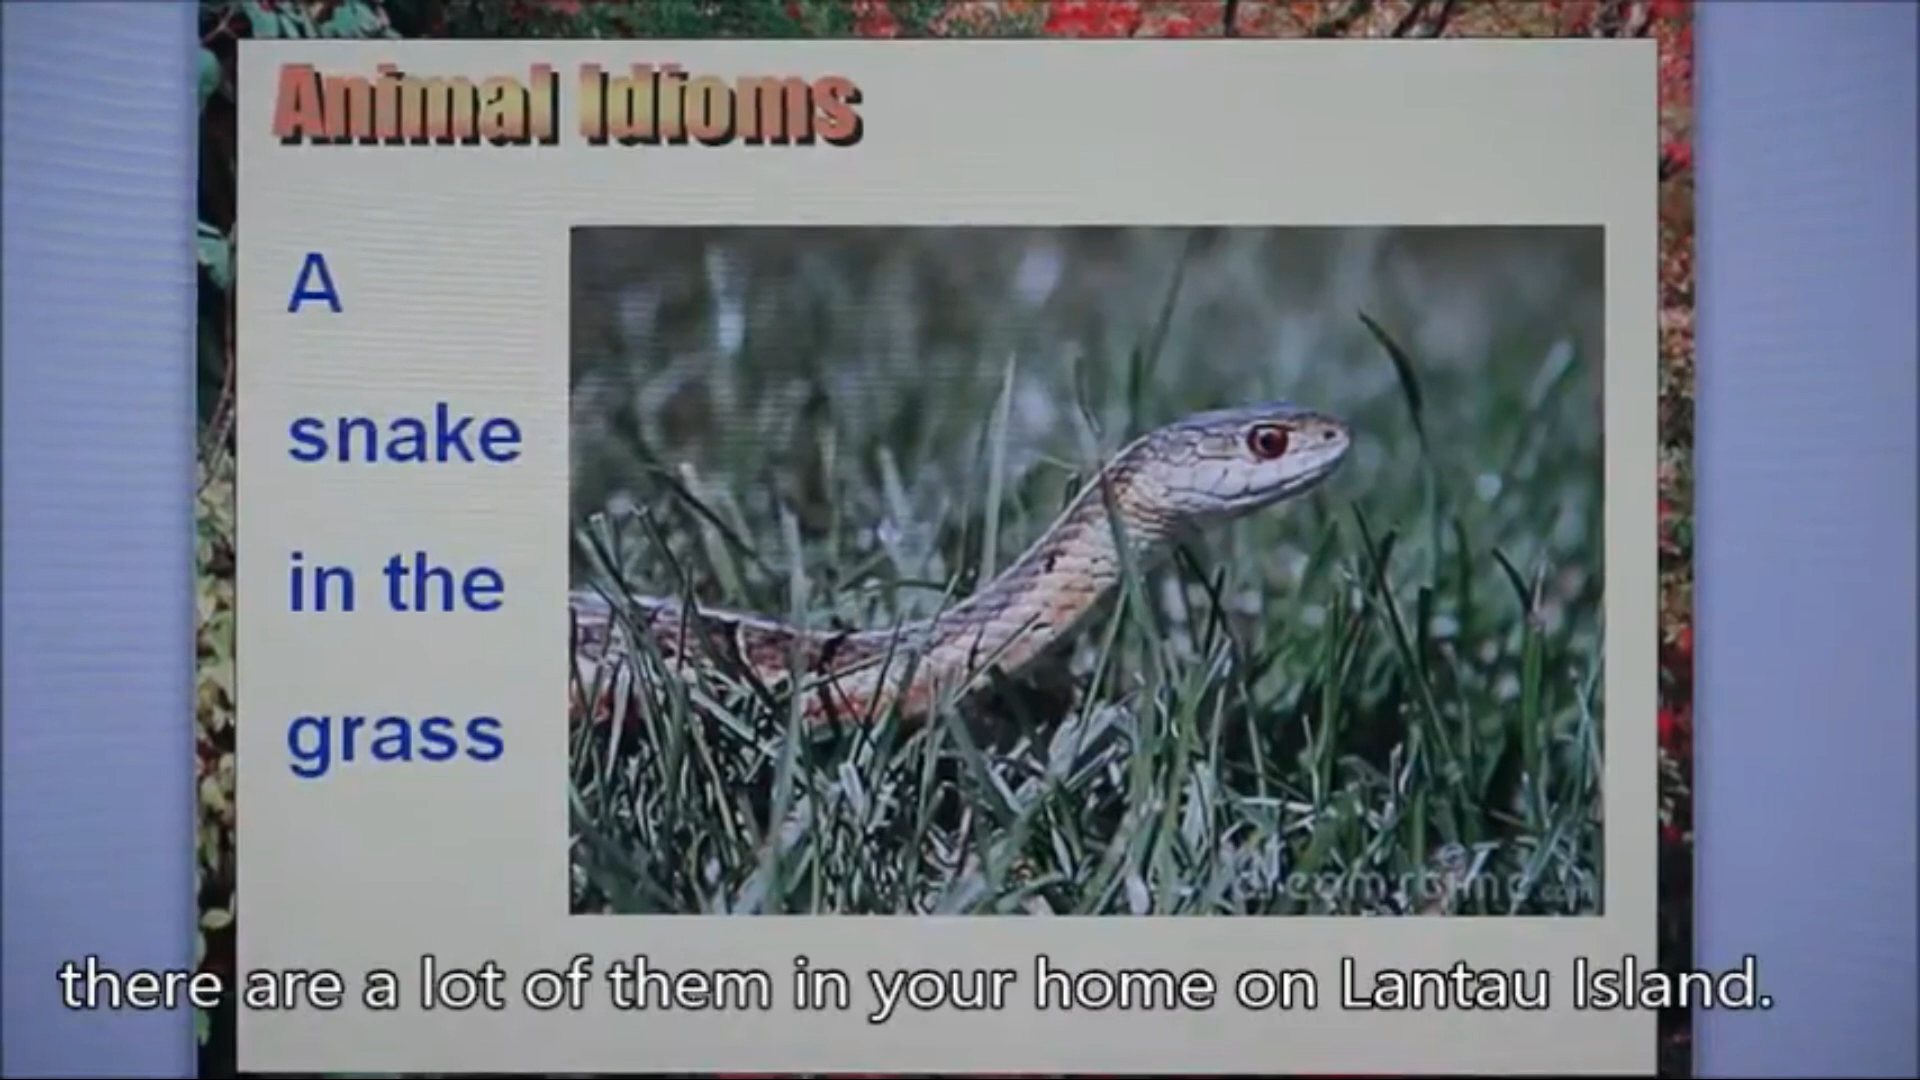 Animal Idioms
A
snake
in the
grass
there are a lot of them in your home on Lantau Island.